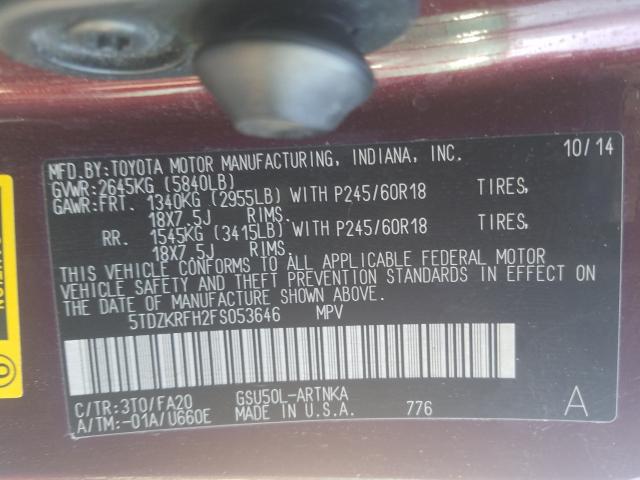 MFD.BY:TOYOTA MOTOR MANUFACTURING, INDIANA, INC. 10/14
GVWR:2645KG (5840LB)
GAWR:FRT. 1340KG (2955LB) WITH P245/60R18 TIRES,
18X7.5J RIMS.
RR. 1545KG (3415LB) WITH P245/60R18 TIRES,
18X7.5J RIMS.
THIS VEHICLE CONFORMS TO ALL APPLICABLE FEDERAL MOTOR
VEHICLE SAFETY AND THEFT PREVENTION STANDARDS IN EFFECT ON
THE DATE OF MANUFACTURE SHOWN ABOVE.
5TDZKRFH2FS053646 MPV
C/TR:3T0/FA20 GSU50L-ARTNKA
A/TM:-01A/U660E MADE IN U.S.A. 776 A